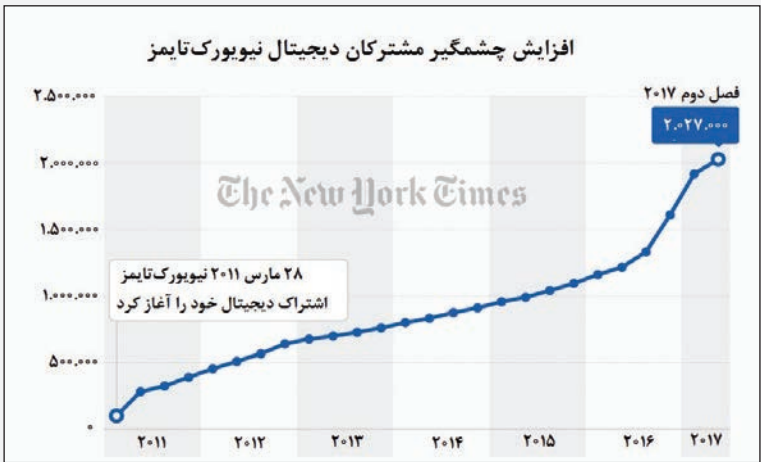 افزایش چشمگیر مشترکان دیجیتال نیویورک‌تایمز
فصل دوم ۲۰۱۷
۲.۰۲۷.۰۰۰
۲.۵۰۰.۰۰۰
۲.۰۰۰.۰۰۰
۱.۵۰۰.۰۰۰
۱.۰۰۰.۰۰۰
۵۰۰.۰۰۰
۰
The New York Times
۲۸ مارس ۲۰۱۱ نیویورک‌تایمز
اشتراک دیجیتال خود را آغاز کرد
۲۰۱۱ ۲۰۱۲ ۲۰۱۳ ۲۰۱۴ ۲۰۱۵ ۲۰۱۶ ۲۰۱۷